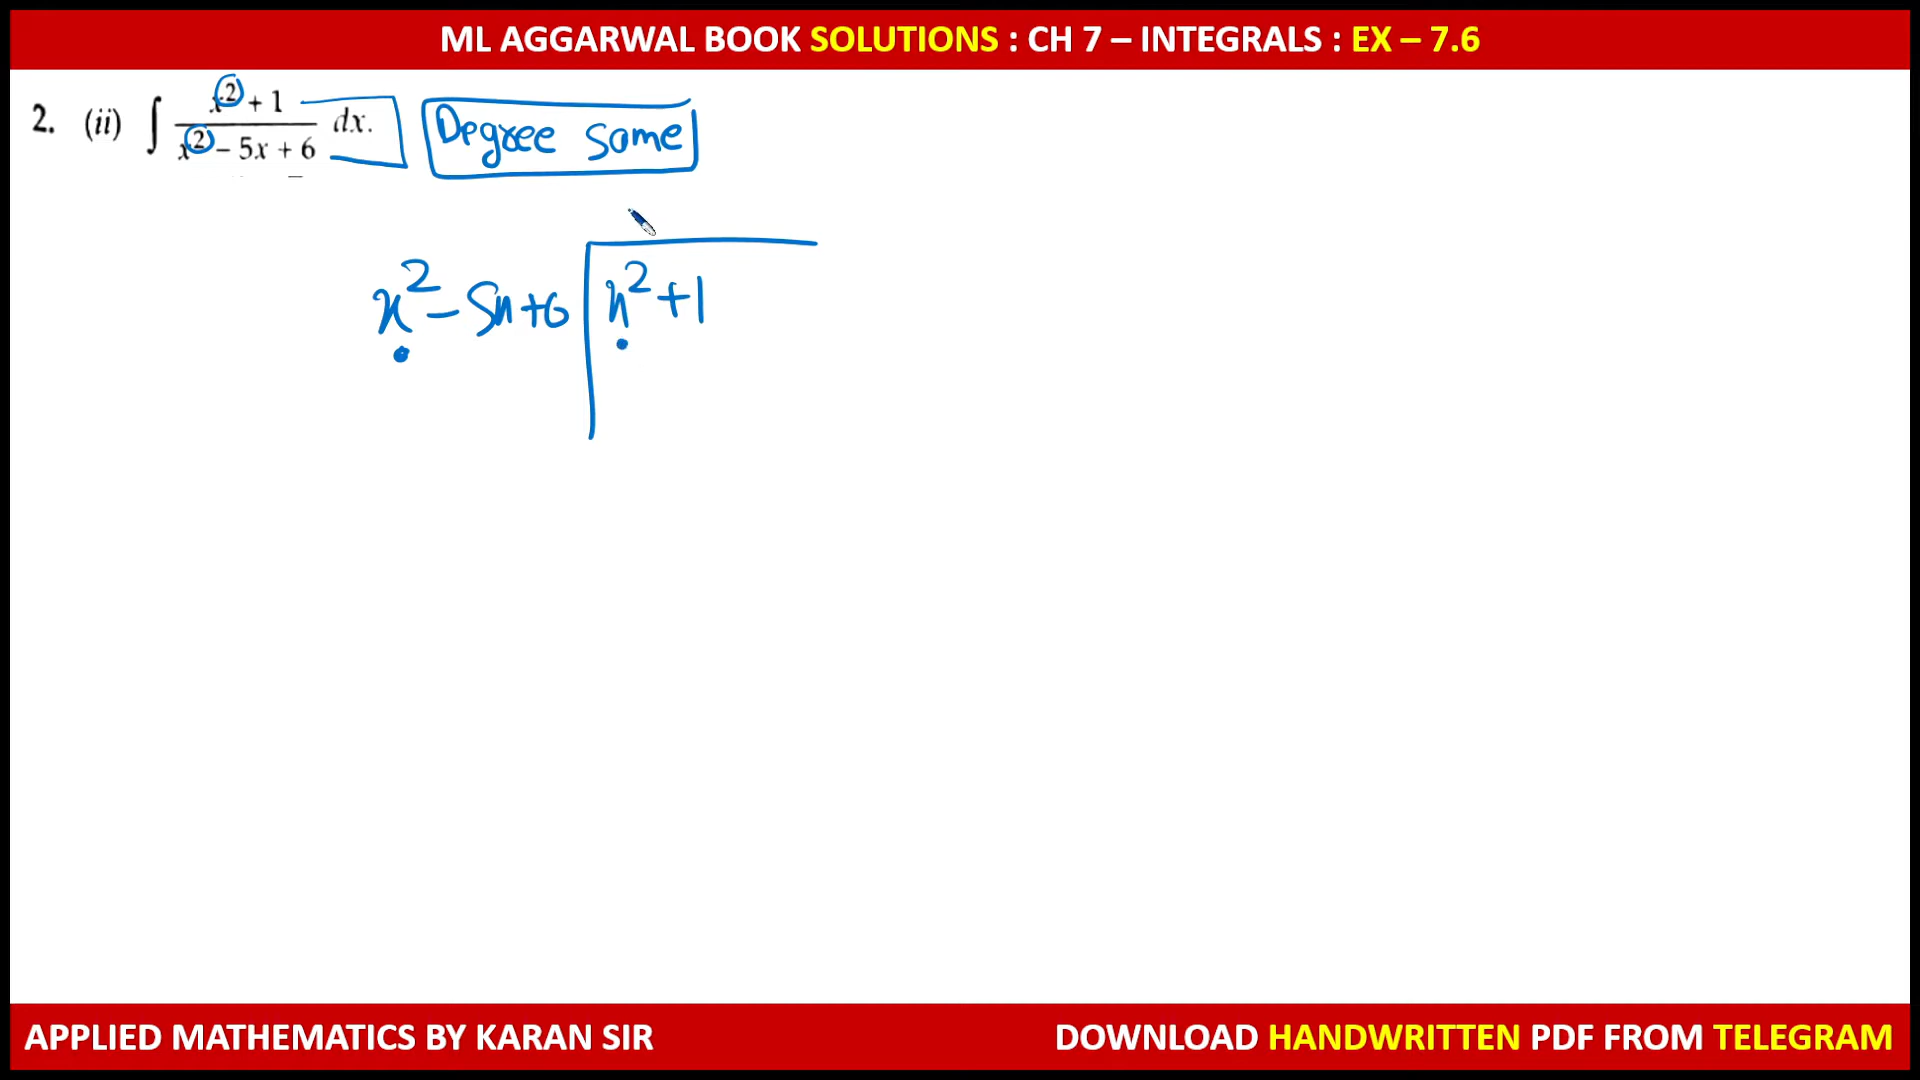 ML AGGARWAL BOOK SOLUTIONS : CH 7 – INTEGRALS : EX – 7.6
2. (ii) ∫ (x² + 1)/(x² – 5x + 6) dx.
Degree Same
x² – 5x + 6 | x² + 1
APPLIED MATHEMATICS BY KARAN SIR
DOWNLOAD HANDWRITTEN PDF FROM TELEGRAM